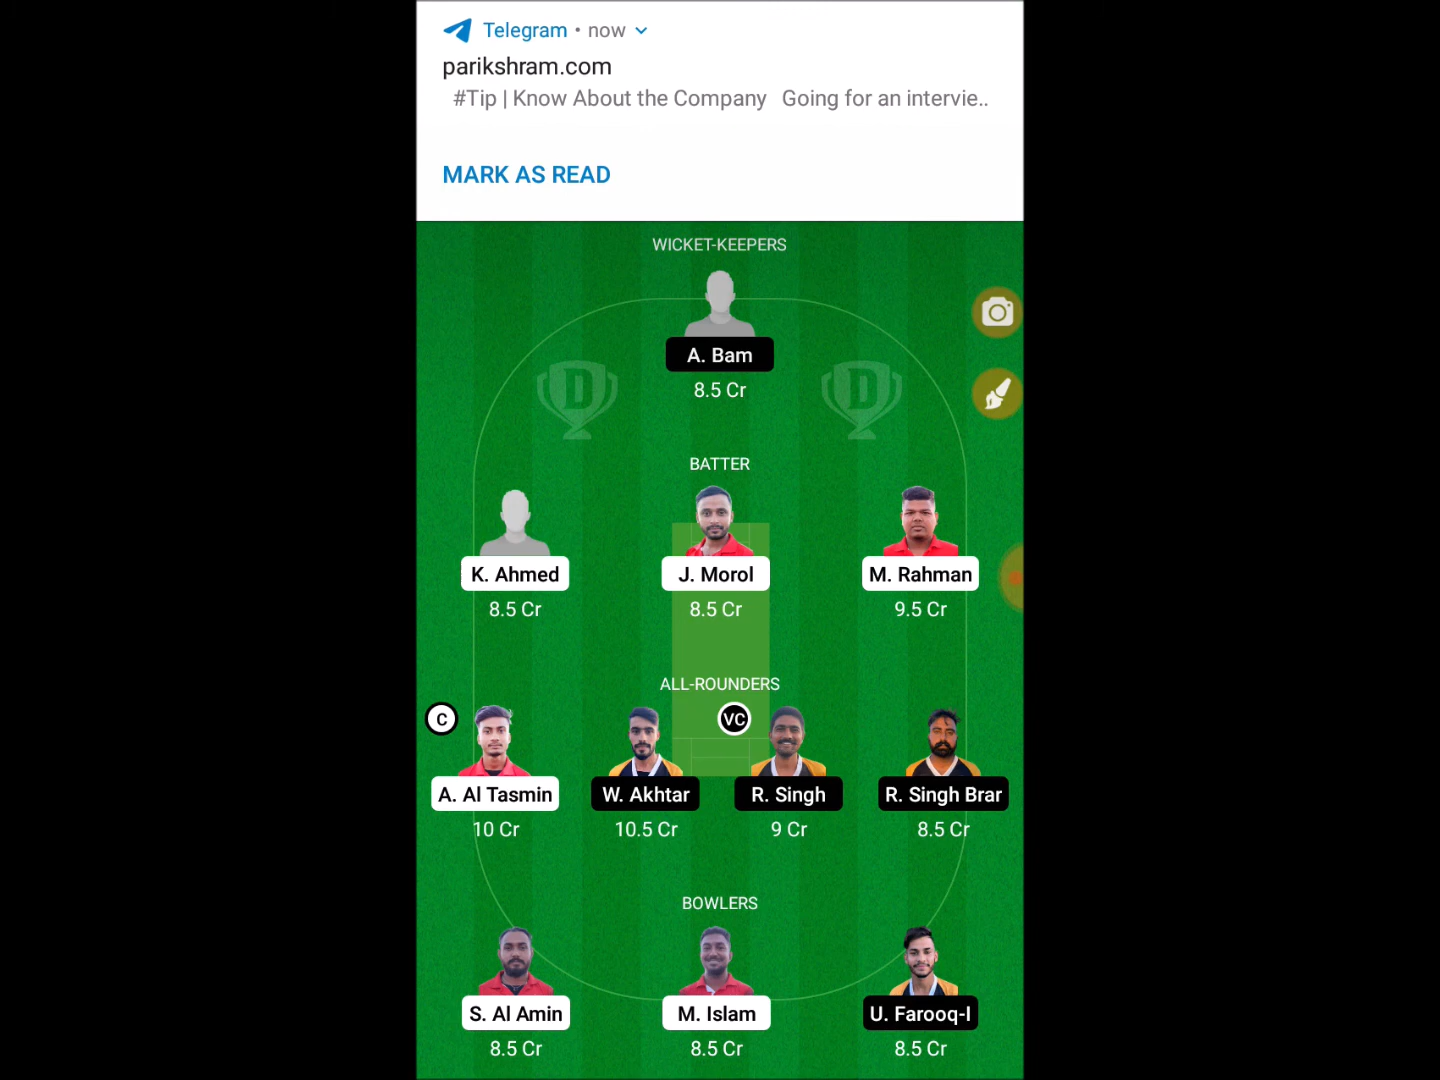 Telegram • now
parikshram.com
#Tip | Know About the Company Going for an intervie..
MARK AS READ
WICKET-KEEPERS
D D
A. Bam
8.5 Cr
BATTER
K. Ahmed J. Morol M. Rahman
8.5 Cr 8.5 Cr 9.5 Cr
ALL-ROUNDERS
C VC
A. Al Tasmin W. Akhtar R. Singh R. Singh Brar
10 Cr 10.5 Cr 9 Cr 8.5 Cr
BOWLERS
S. Al Amin M. Islam U. Farooq-I
8.5 Cr 8.5 Cr 8.5 Cr